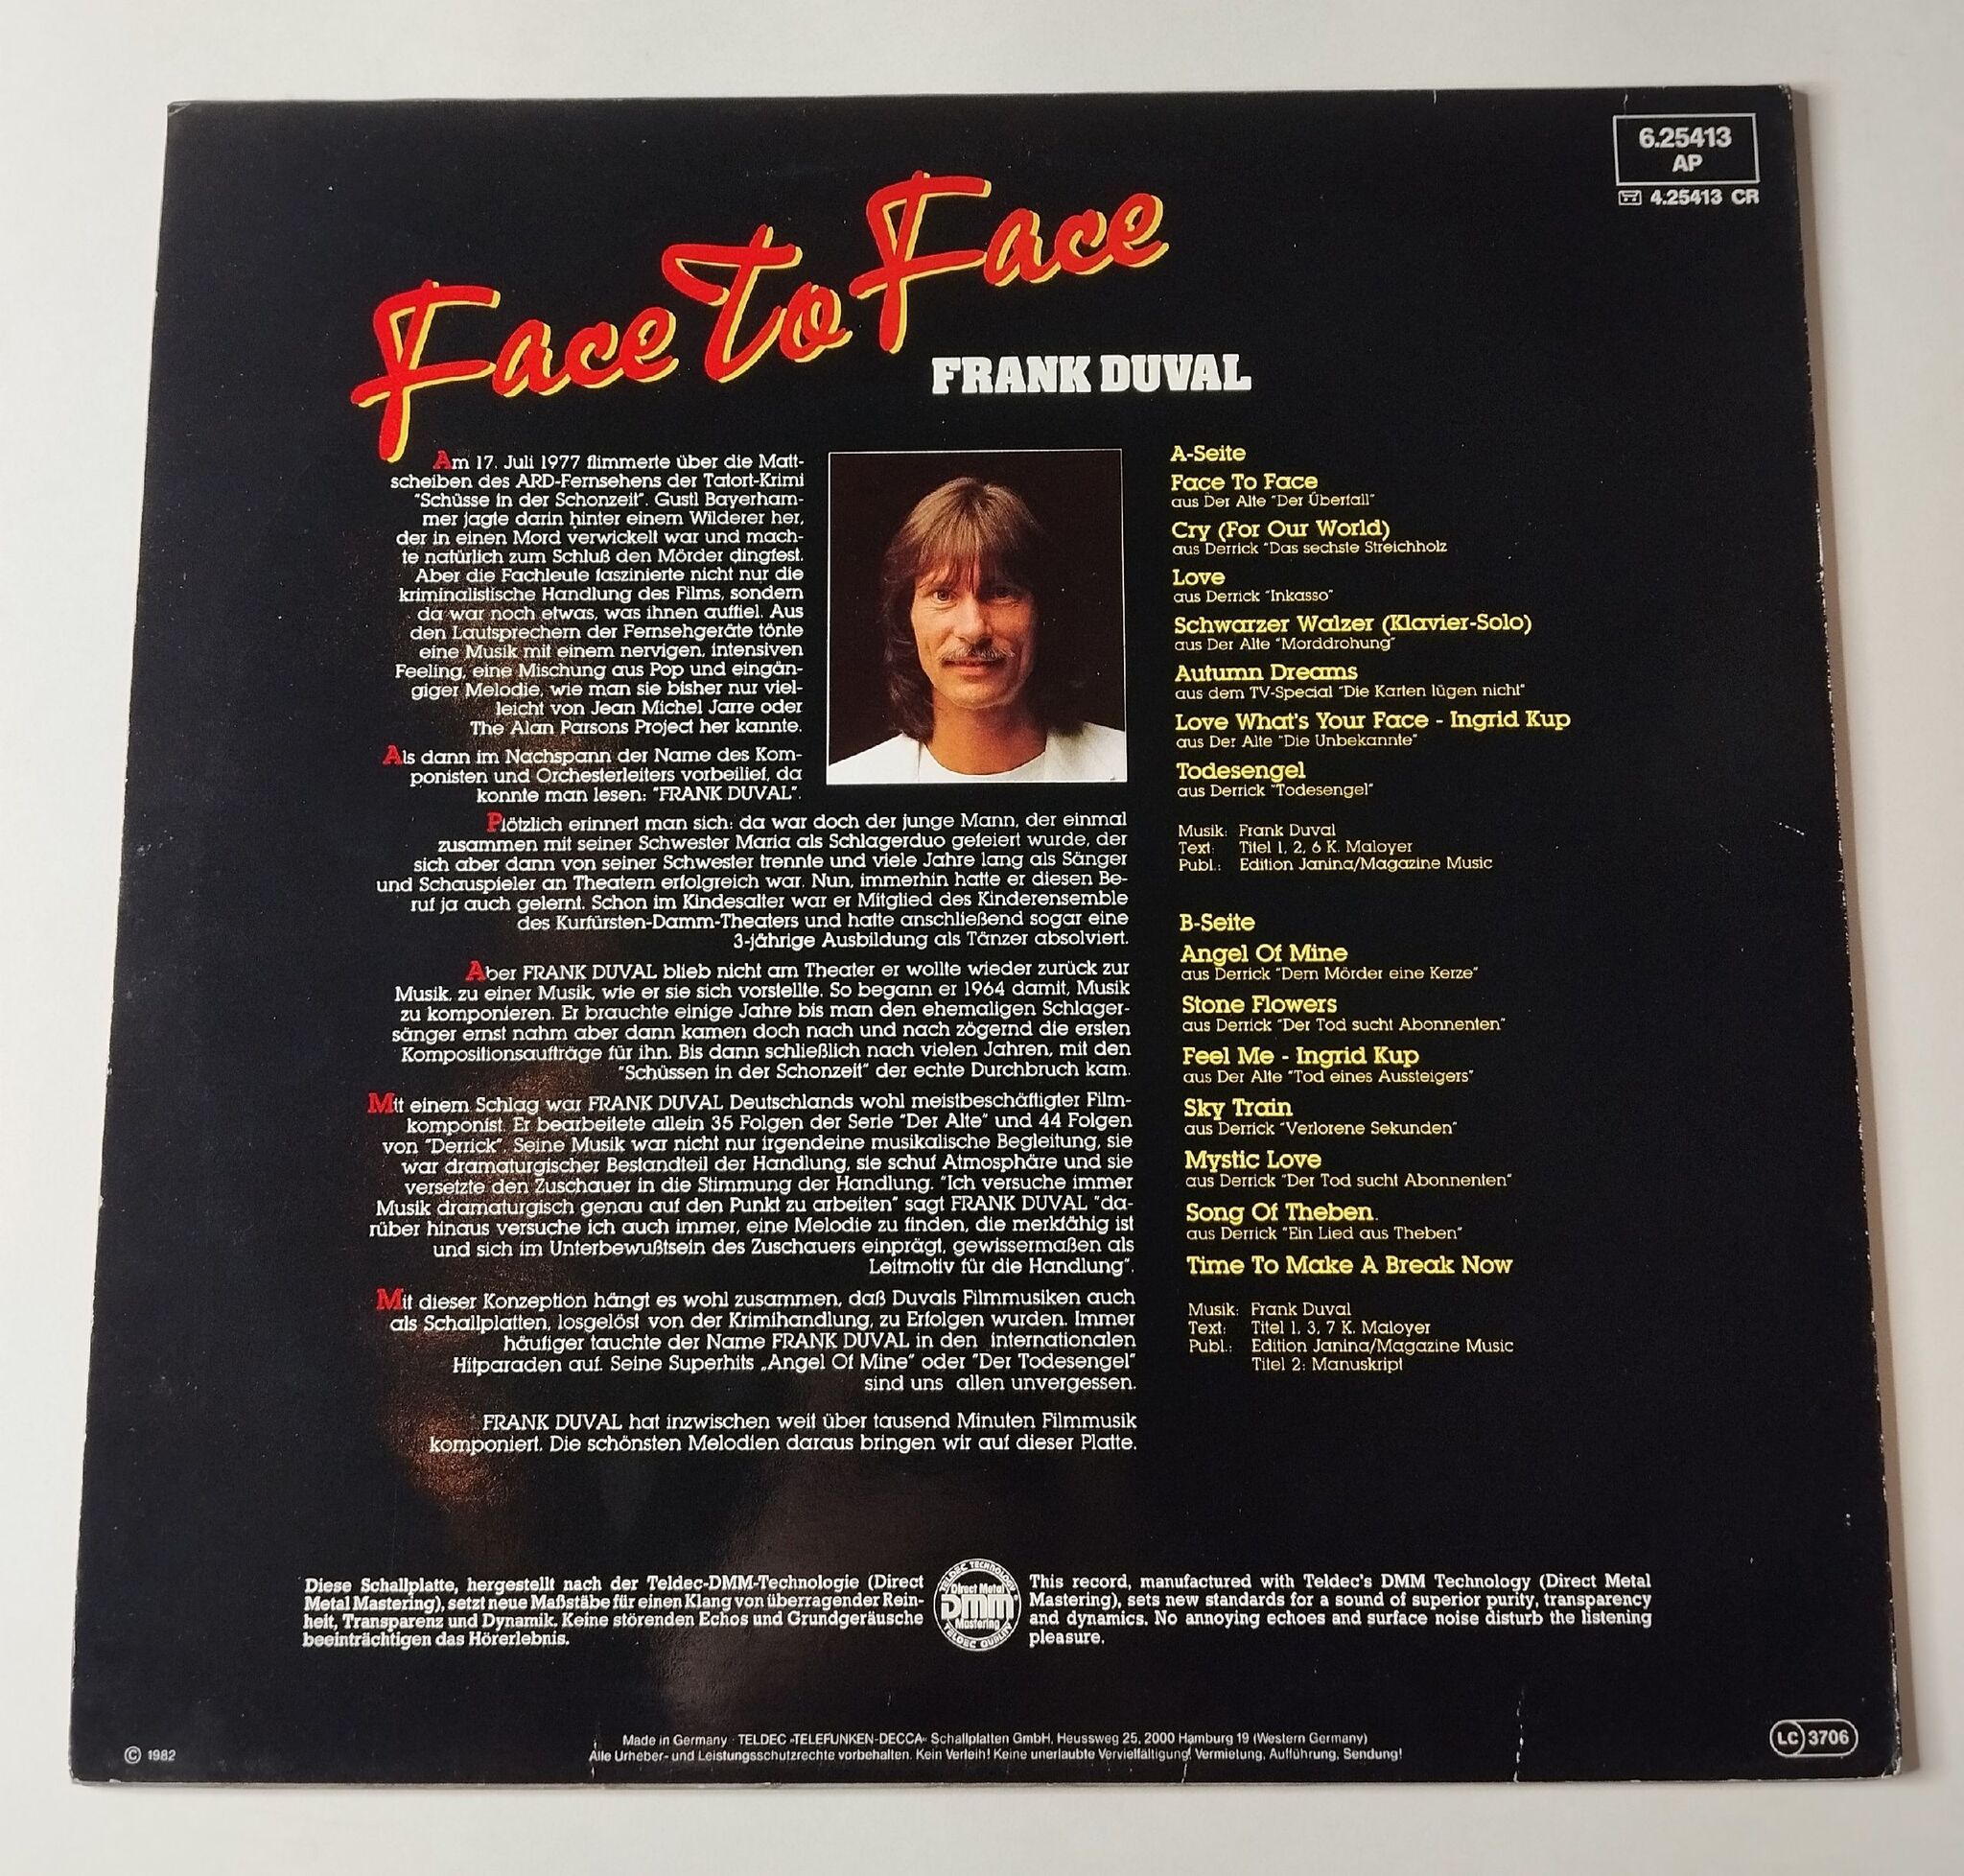 6.25413
AP
4.25413 CR
Face To Face
FRANK DUVAL
Am 17. Juli 1977 flimmerte über die Matt-
scheiben des ARD-Fernsehens der Tatort-Krimi
"Schüsse in der Schonzeit". Gustl Bayerham-
mer jagte darin hinter einem Wilderer her,
der in einen Mord verwickelt war und mach-
te natürlich zum Schluß den Mörder dingfest.
Aber die Fachleute faszinierte nicht nur die
kriminalistische Handlung des Films, sondern
da war noch etwas, was ihnen auffiel. Aus
den Lautsprechern der Fernsehgeräte tönte
eine Musik mit einem nervigen, intensiven
Feeling, eine Mischung aus Pop und eingän-
giger Melodie, wie man sie bisher nur viel-
leicht von Jean Michel Jarre oder
The Alan Parsons Project her kannte.
Als dann im Nachspann der Name des Kom-
ponisten und Orchesterleiters vorbeilief, da
konnte man lesen: "FRANK DUVAL".
Plötzlich erinnert man sich: da war doch der junge Mann, der einmal
zusammen mit seiner Schwester Maria als Schlagerduo gefeiert wurde, der
sich aber dann von seiner Schwester trennte und viele Jahre lang als Sänger
und Schauspieler an Theatern erfolgreich war. Nun, immerhin hatte er diesen Be-
ruf ja auch gelernt. Schon im Kindesalter war er Mitglied des Kinderensemble
des Kurfürsten-Damm-Theaters und hatte anschließend sogar eine
3-jährige Ausbildung als Tänzer absolviert.
Aber FRANK DUVAL blieb nicht am Theater er wollte wieder zurück zur
Musik, zu einer Musik, wie er sie sich vorstellte. So begann er 1964 damit, Musik
zu komponieren. Er brauchte einige Jahre bis man den ehemaligen Schlager-
sänger ernst nahm aber dann kamen doch nach und nach zögernd die ersten
Kompositionsaufträge für ihn. Bis dann schließlich nach vielen Jahren, mit den
"Schüssen in der Schonzeit" der echte Durchbruch kam.
Mit einem Schlag war FRANK DUVAL Deutschlands wohl meistbeschäftigter Film-
komponist. Er bearbeitete allein 35 Folgen der Serie "Der Alte" und 44 Folgen
von "Derrick". Seine Musik war nicht nur irgendeine musikalische Begleitung, sie
war dramaturgischer Bestandteil der Handlung, sie schuf Atmosphäre und sie
versetzte den Zuschauer in die Stimmung der Handlung. "Ich versuche immer
Musik dramaturgisch genau auf den Punkt zu arbeiten" sagt FRANK DUVAL "da-
rüber hinaus versuche ich auch immer, eine Melodie zu finden, die merkfähig ist
und sich im Unterbewußtsein des Zuschauers einprägt, gewissermaßen als
Leitmotiv für die Handlung".
Mit dieser Konzeption hängt es wohl zusammen, daß Duvals Filmmusiken auch
als Schallplatten, losgelöst von der Krimihandlung, zu Erfolgen wurden. Immer
häufiger tauchte der Name FRANK DUVAL in den internationalen
Hitparaden auf. Seine Superhits „Angel Of Mine" oder "Der Todesengel"
sind uns allen unvergessen.
FRANK DUVAL hat inzwischen weit über tausend Minuten Filmmusik
komponiert. Die schönsten Melodien daraus bringen wir auf dieser Platte.
A-Seite
Face To Face
aus Der Alte "Der Überfall"
Cry (For Our World)
aus Derrick "Das sechste Streichholz
Love
aus Derrick "Inkasso"
Schwarzer Walzer (Klavier-Solo)
aus Der Alte "Morddrohung"
Autumn Dreams
aus dem TV-Special "Die Karten lügen nicht"
Love What's Your Face - Ingrid Kup
aus Der Alte "Die Unbekannte"
Todesengel
aus Derrick "Todesengel"
Musik: Frank Duval
Text: Titel 1, 2, 6 K. Maloyer
Publ.: Edition Janina/Magazine Music
B-Seite
Angel Of Mine
aus Derrick "Dem Mörder eine Kerze"
Stone Flowers
aus Derrick "Der Tod sucht Abonnenten"
Feel Me - Ingrid Kup
aus Der Alte "Tod eines Aussteigers"
Sky Train
aus Derrick "Verlorene Sekunden"
Mystic Love
aus Derrick "Der Tod sucht Abonnenten"
Song Of Theben.
aus Derrick "Ein Lied aus Theben"
Time To Make A Break Now
Musik: Frank Duval
Text: Titel 1, 3, 7 K. Maloyer
Publ.: Edition Janina/Magazine Music
Titel 2: Manuskript
Diese Schallplatte, hergestellt nach der Teldec-DMM-Technologie (Direct
Metal Mastering), setzt neue Maßstäbe für einen Klang von überragender Rein-
heit, Transparenz und Dynamik. Keine störenden Echos und Grundgeräusche
beeinträchtigen das Hörerlebnis.
TELDEC TECHNOLOGY
Direct Metal
DMM
Mastering
TELDEC QUALITY
This record, manufactured with Teldec's DMM Technology (Direct Metal
Mastering), sets new standards for a sound of superior purity, transparency
and dynamics. No annoying echoes and surface noise disturb the listening
pleasure.
© 1982
Made in Germany · TELDEC »TELEFUNKEN-DECCA« Schallplatten GmbH, Heussweg 25, 2000 Hamburg 19 (Western Germany)
Alle Urheber- und Leistungsschutzrechte vorbehalten. Kein Verleih! Keine unerlaubte Vervielfältigung! Vermietung, Aufführung, Sendung!
LC 3706